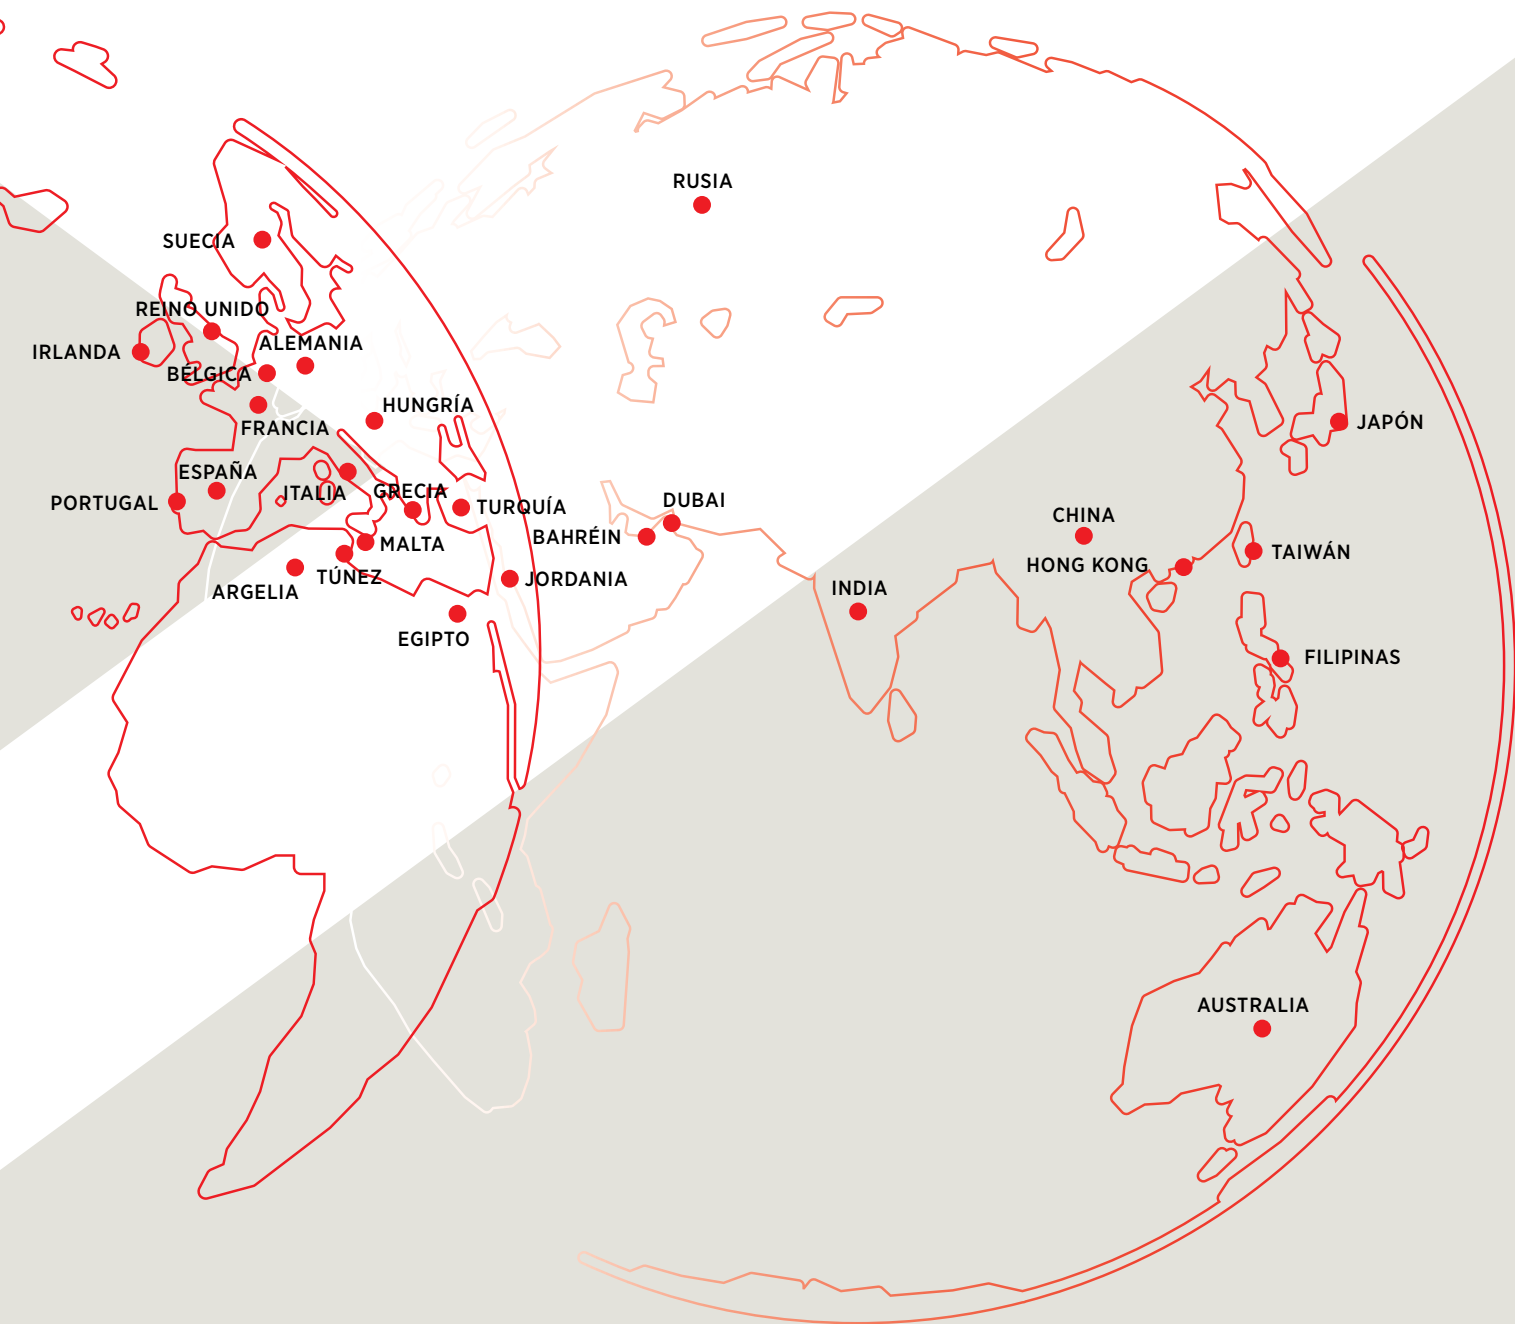 RUSIA
SUECIA
REINO UNIDO
IRLANDA
ALEMANIA
BÉLGICA
HUNGRÍA
FRANCIA
JAPÓN
ESPAÑA
ITALIA
GRECIA
PORTUGAL
TURQUÍA
DUBAI
BAHRÉIN
CHINA
MALTA
TAIWÁN
HONG KONG
TÚNEZ
JORDANIA
ARGELIA
INDIA
EGIPTO
FILIPINAS
AUSTRALIA